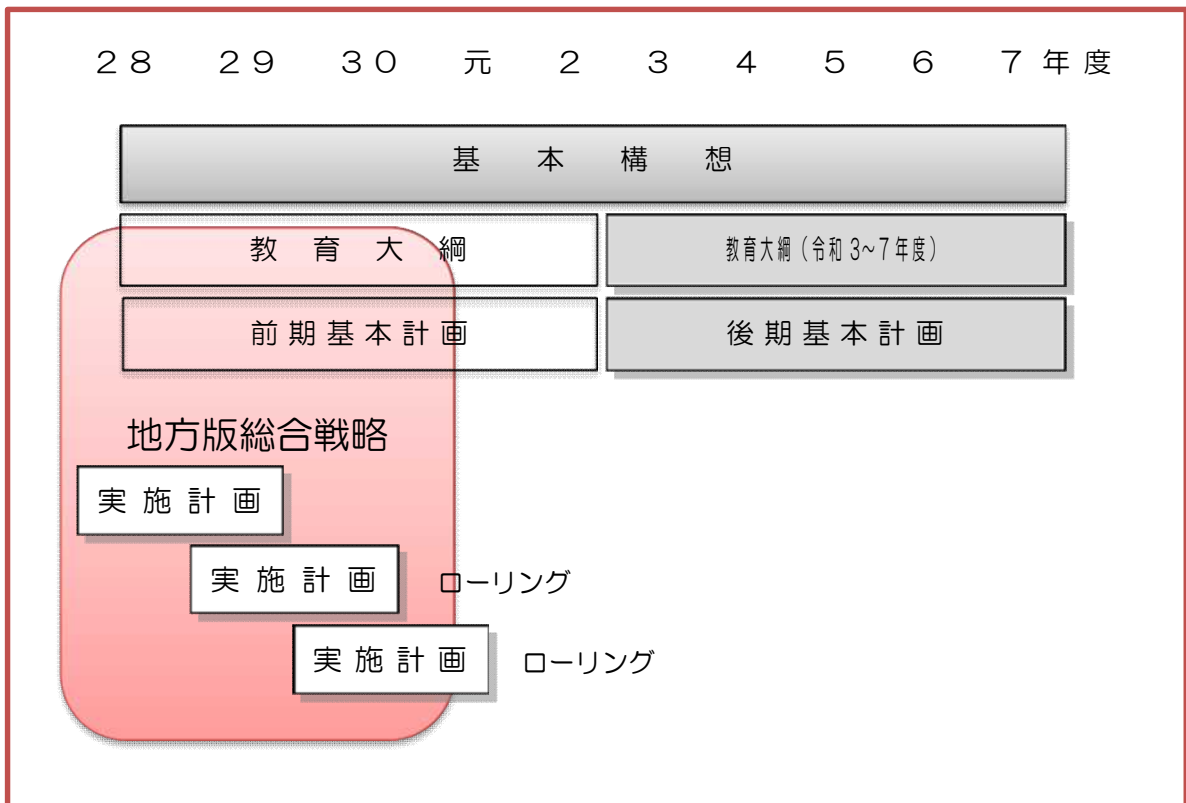 ２８　２９　３０　元　２　３　４　５　６　７年度
基　本　構　想
教　育　大　綱
教育大綱（令和３～７年度）
前期基本計画
後期基本計画
地方版総合戦略
実施計画
実施計画　ローリング
実施計画　ローリング